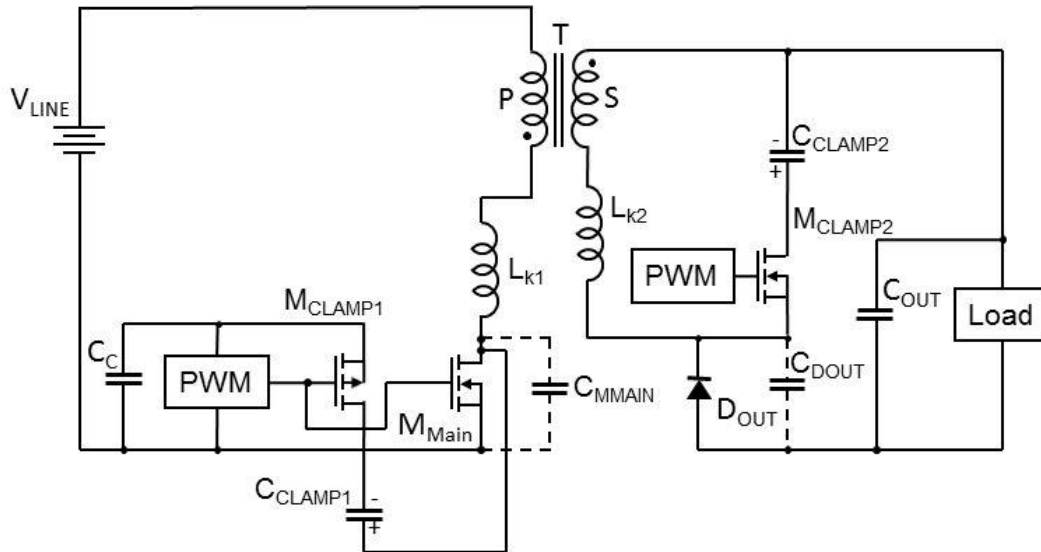 T
V_LINE
P
S
-
C_CLAMP2
+
L_k2
M_CLAMP2
L_k1
PWM
M_CLAMP1
C_OUT
Load
C_C
PWM
C_MMAIN
C_DOUT
M_Main
D_OUT
C_CLAMP1
-
+